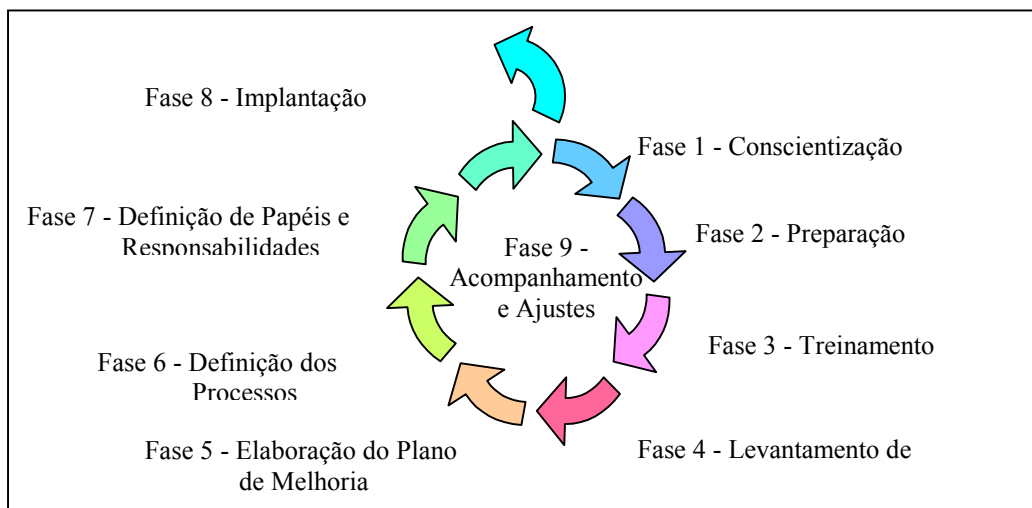 Fase 8 - Implantação
Fase 1 - Conscientização
Fase 7 - Definição de Papéis e
Responsabilidades
Fase 2 - Preparação
Fase 9 -
Acompanhamento
e Ajustes
Fase 3 - Treinamento
Fase 6 - Definição dos
Processos
Fase 4 - Levantamento de
Fase 5 - Elaboração do Plano
de Melhoria